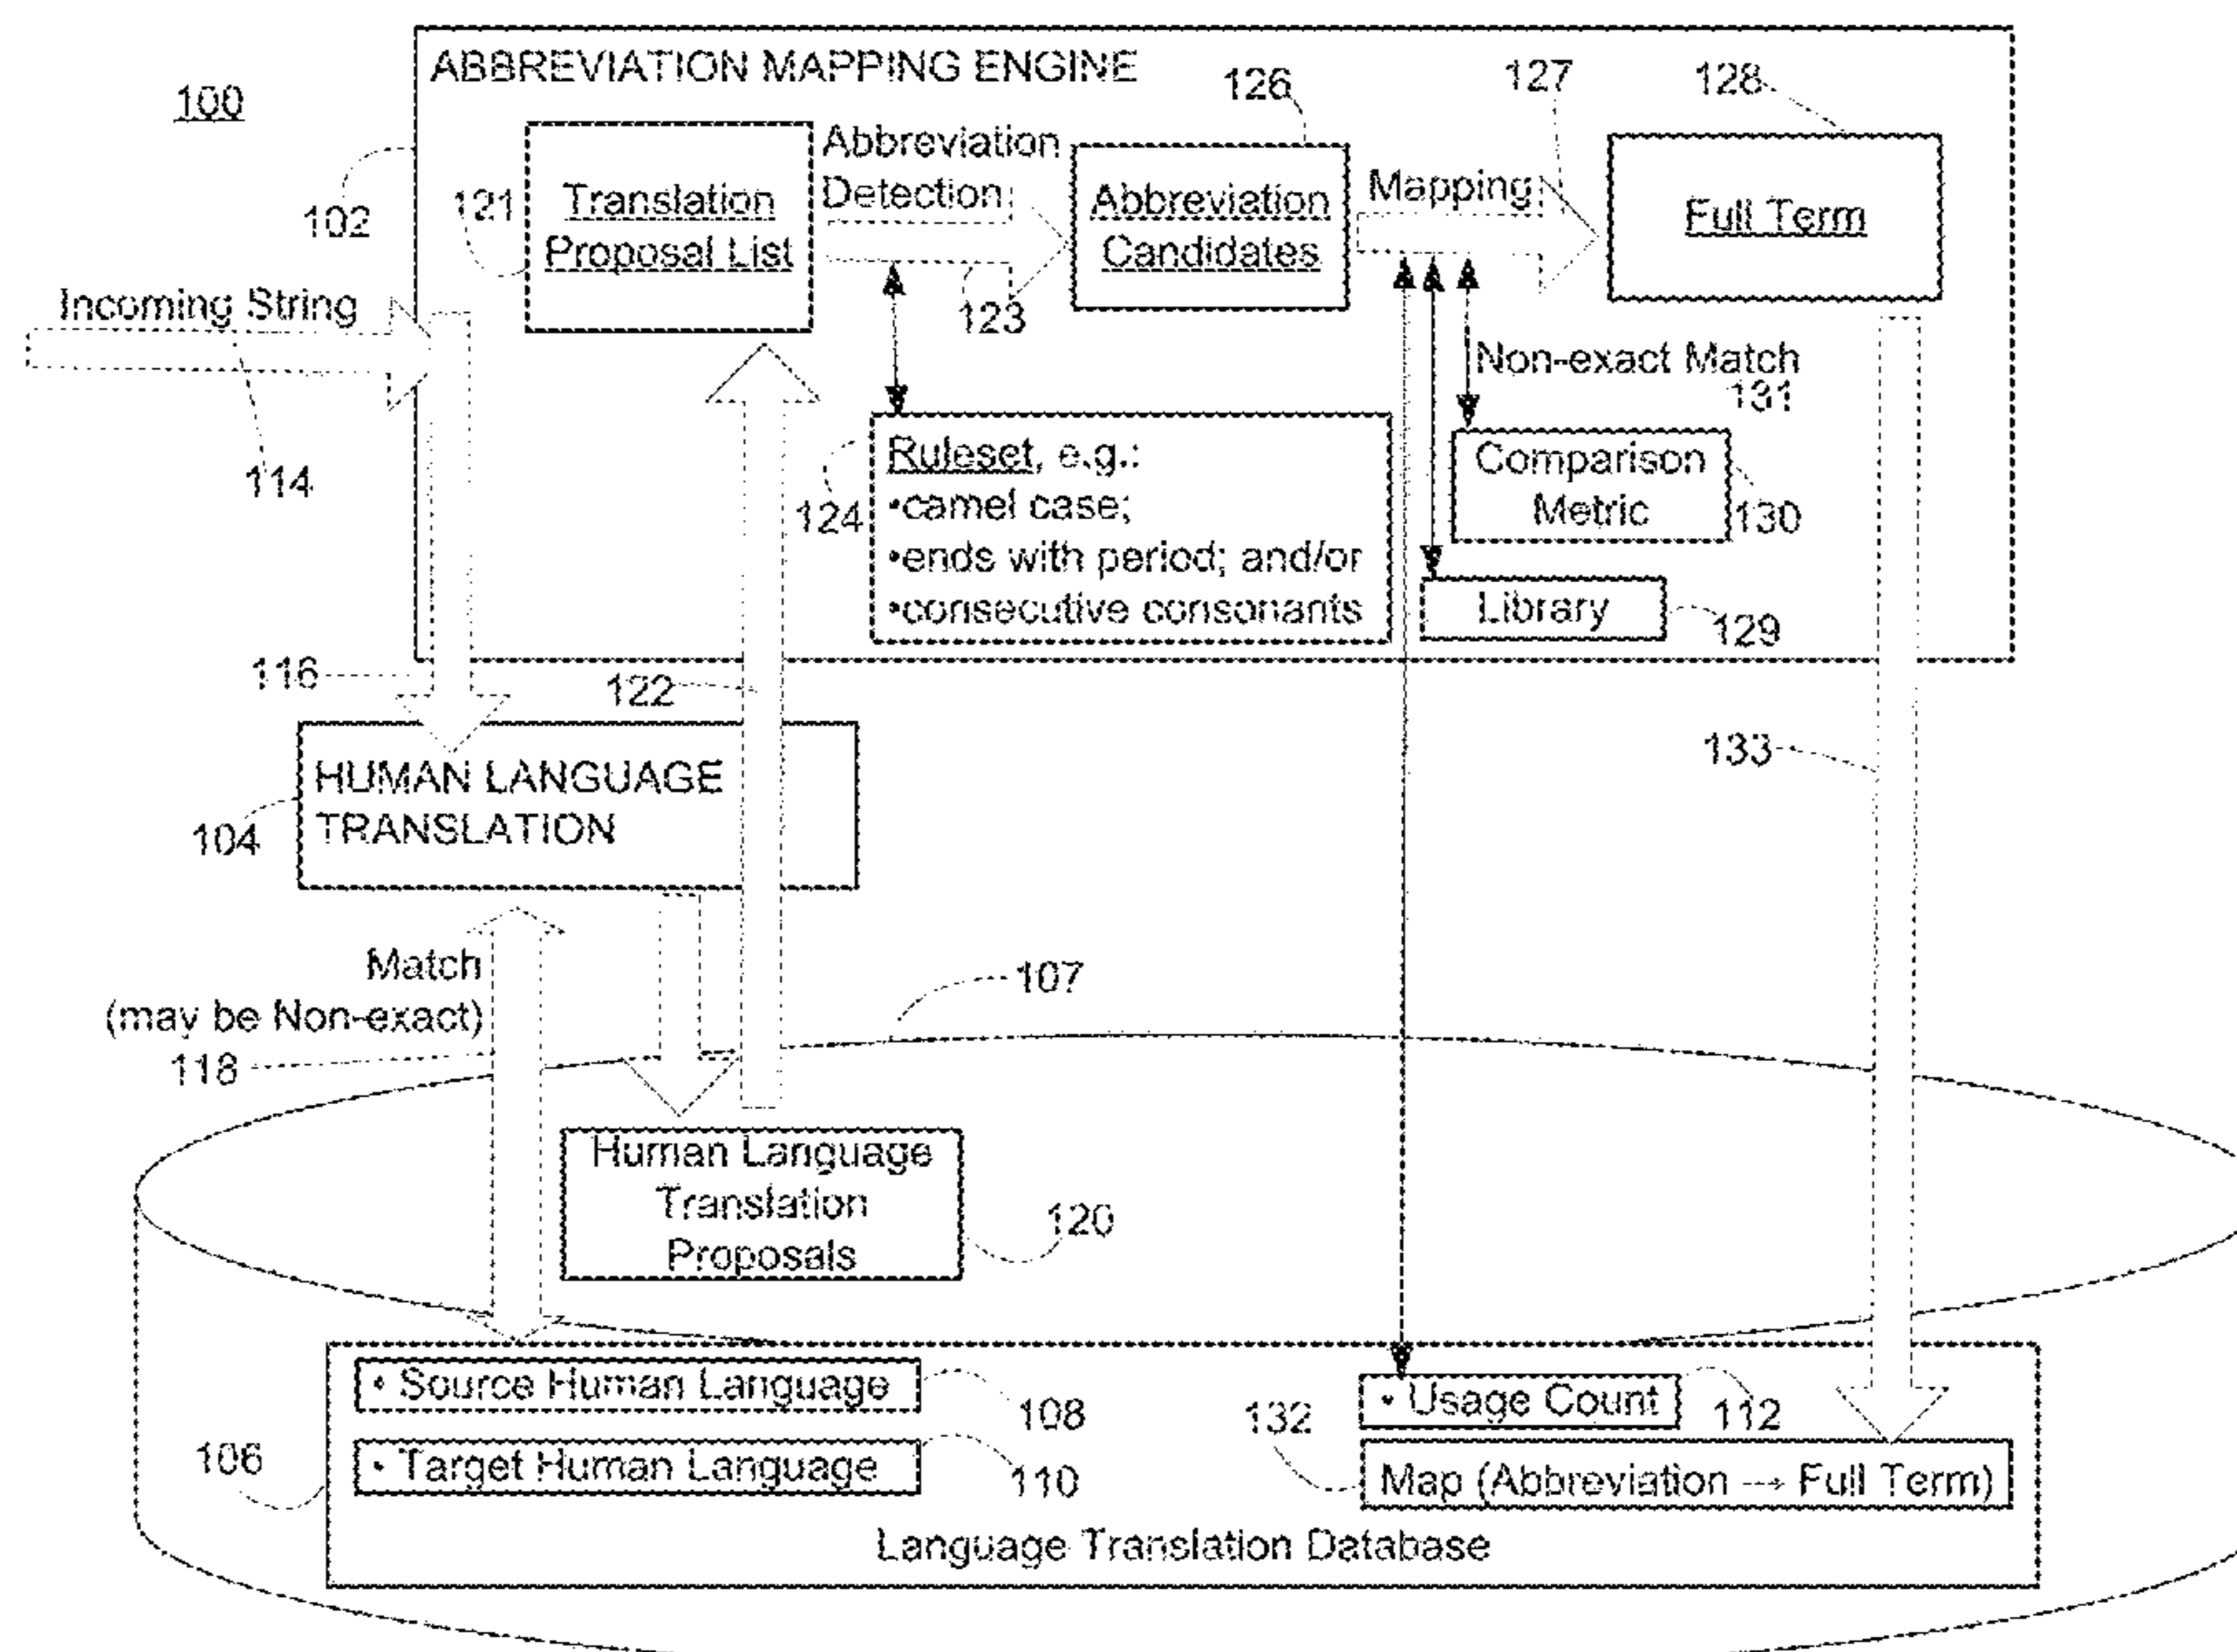 ABBREVIATION MAPPING ENGINE
100
126
127
128
Abbreviation
Detection
Mapping
102
121
Translation
Proposal List
Abbreviation
Candidates
Full Term
123
Incoming String
114
Non-exact Match
131
124
Ruleset, e.g.:
•camel case;
•ends with period; and/or
•consecutive consonants
Comparison
Metric
130
Library
129
116
122
133
HUMAN LANGUAGE
TRANSLATION
104
Match
(may be Non-exact)
118
107
Human Language
Translation
Proposals
120
• Source Human Language
108
• Usage Count
112
132
106
• Target Human Language
110
Map (Abbreviation → Full Term)
Language Translation Database